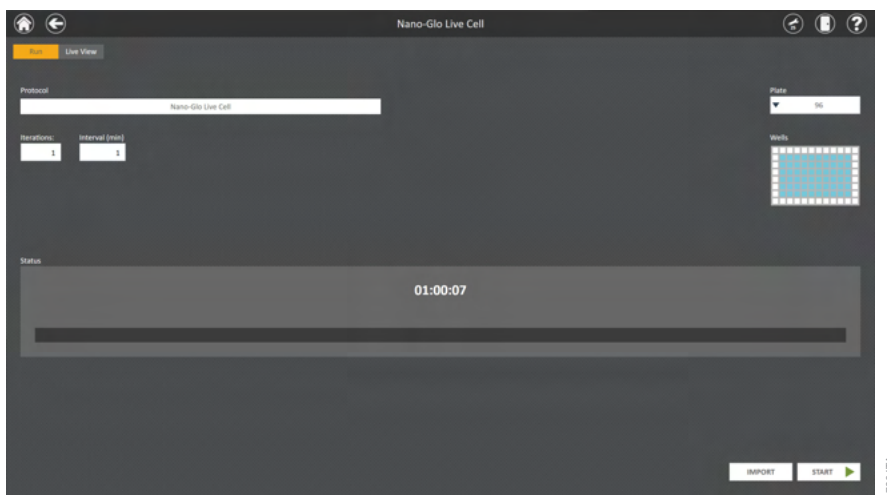 Nano-Glo Live Cell
?
Run Live View
Protocol
Plate
Nano-Glo Live Cell
96
Iterations: Interval (min)
Wells
1 1
Status
01:00:07
IMPORT START